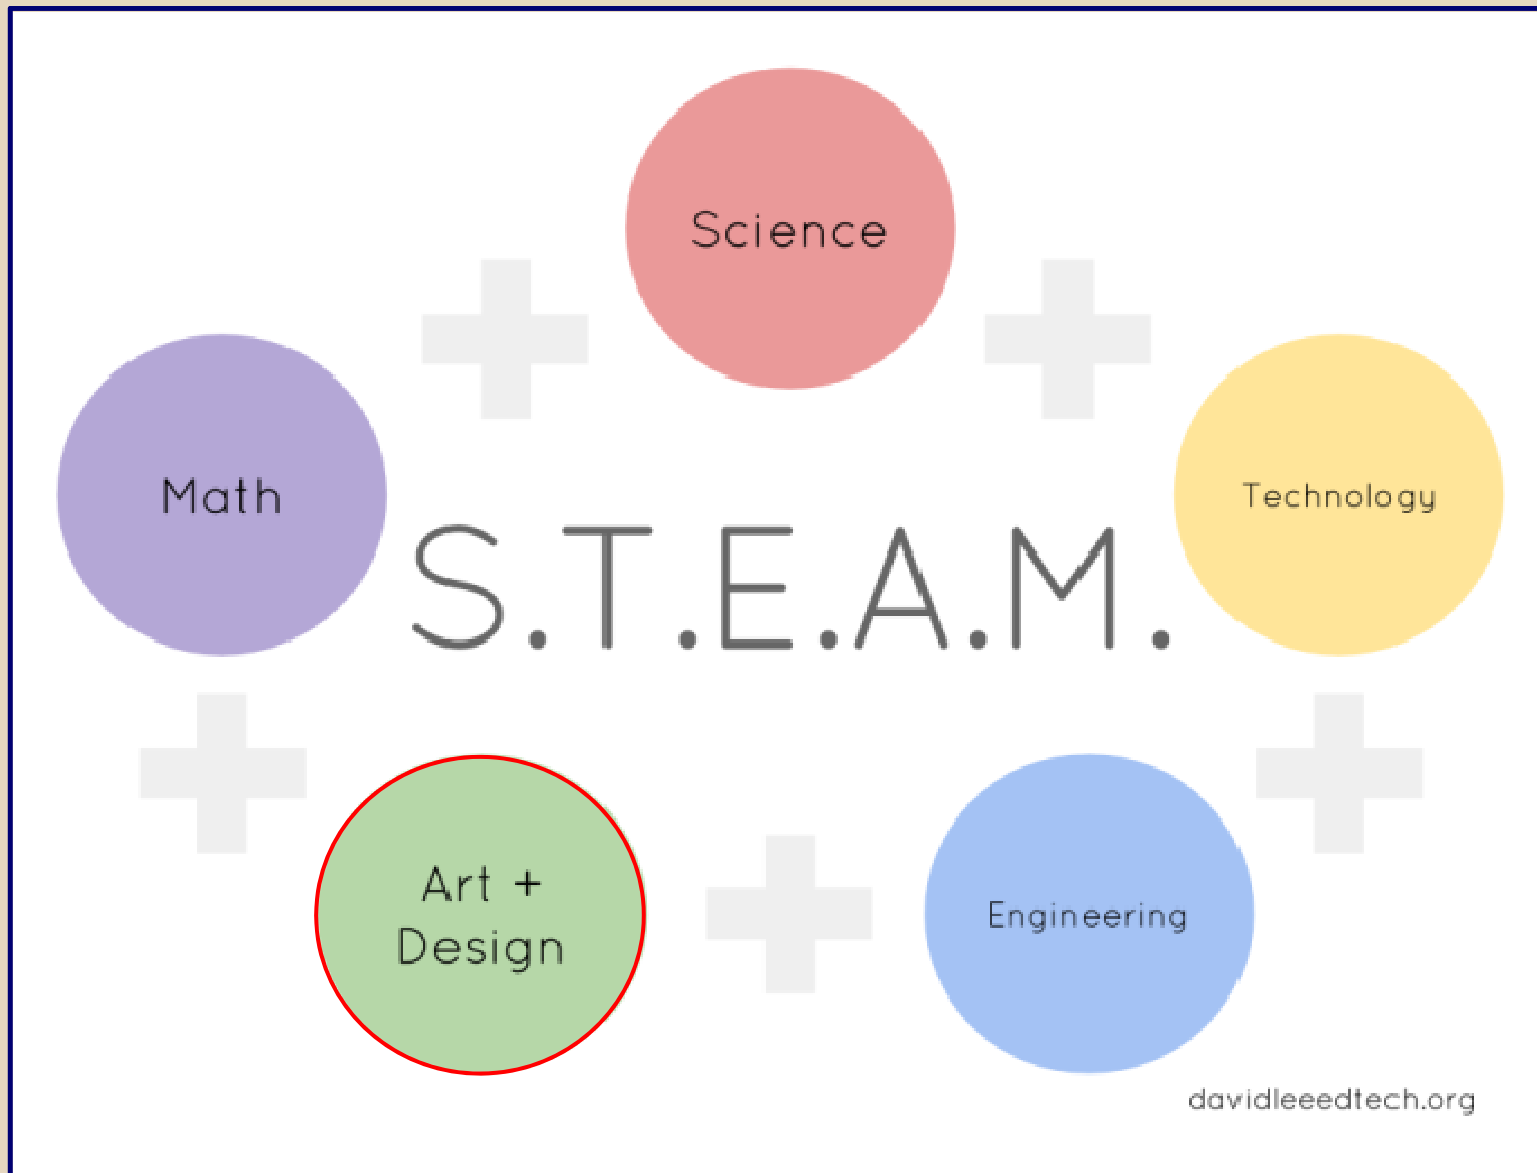 Science
Math
Technology
S.T.E.A.M.
Art +
Design
Engineering
davidleeedtech.org